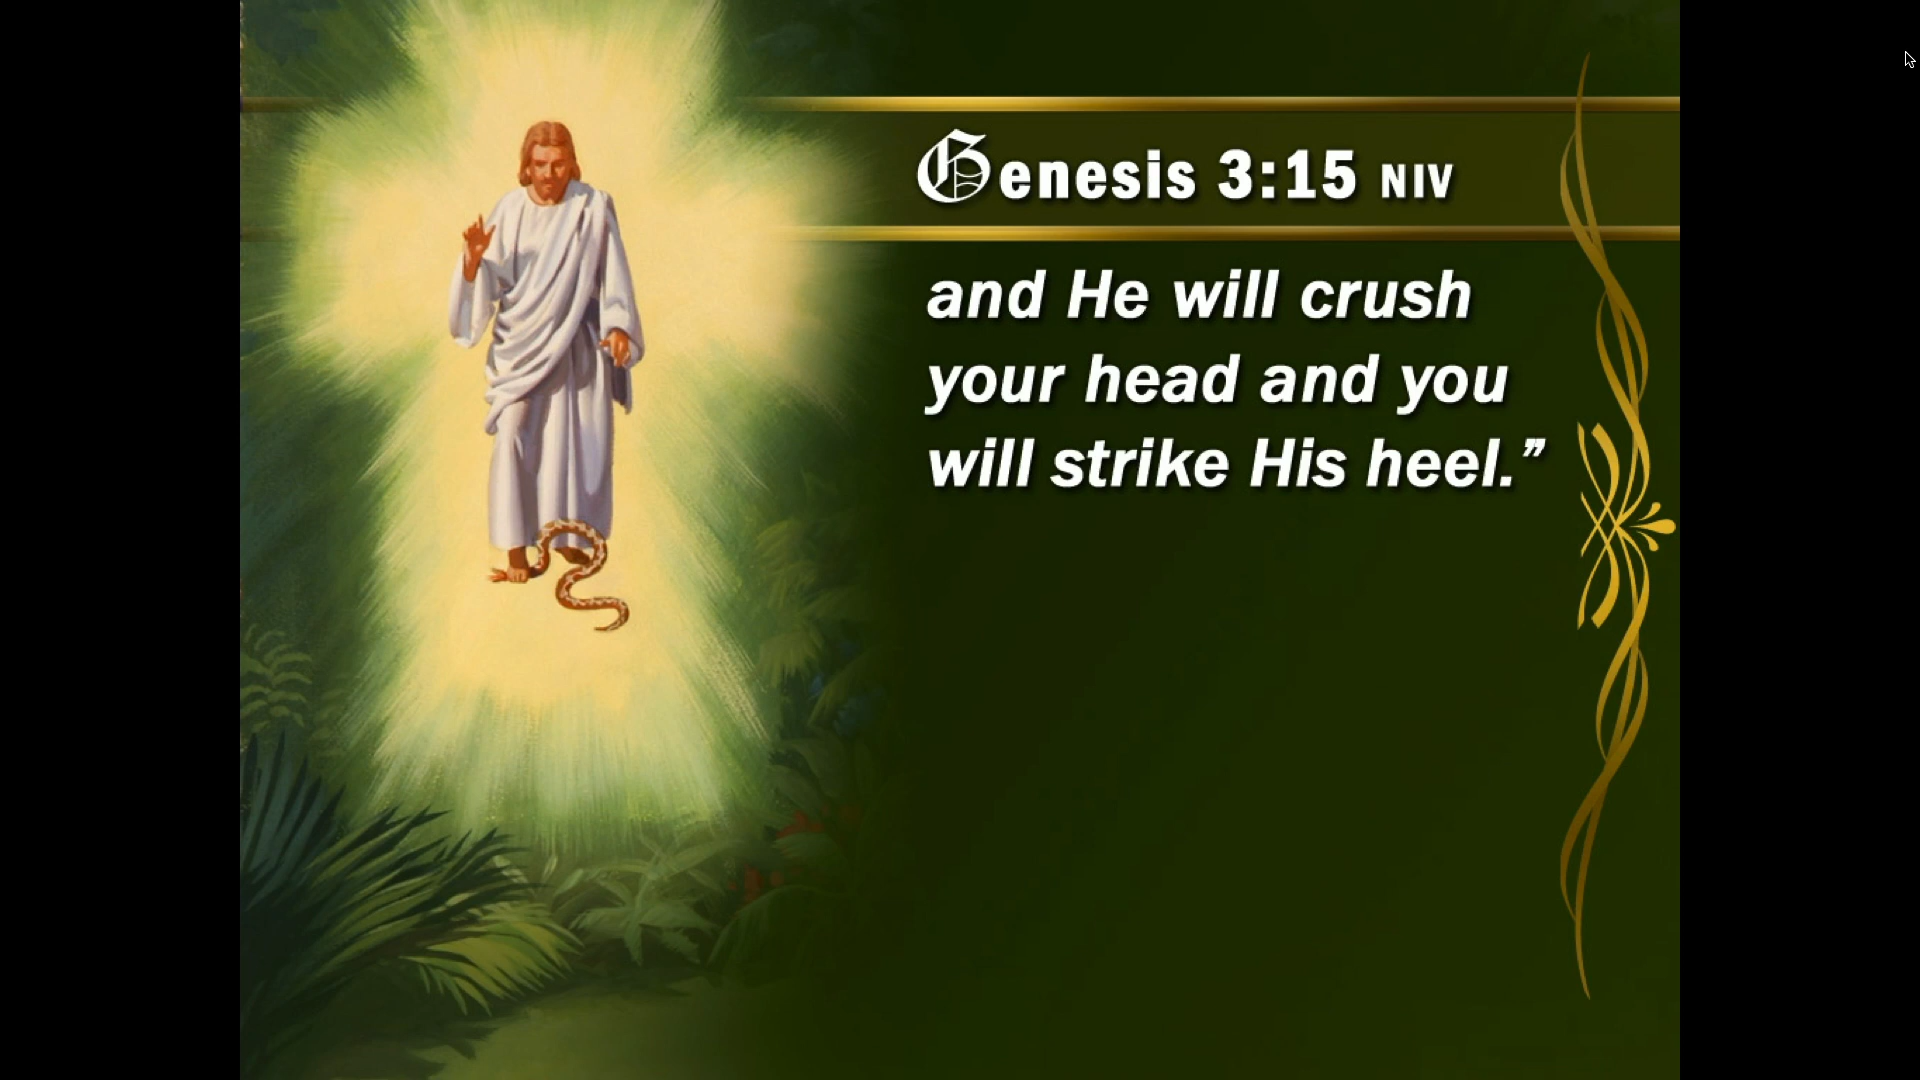 Genesis 3:15 NIV
and He will crush
your head and you
will strike His heel.”